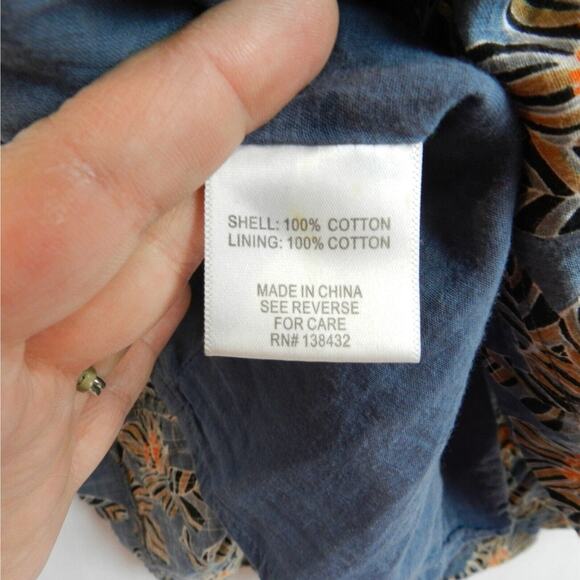 SHELL: 100% COTTON
LINING: 100% COTTON
MADE IN CHINA
SEE REVERSE
FOR CARE
RN# 138432